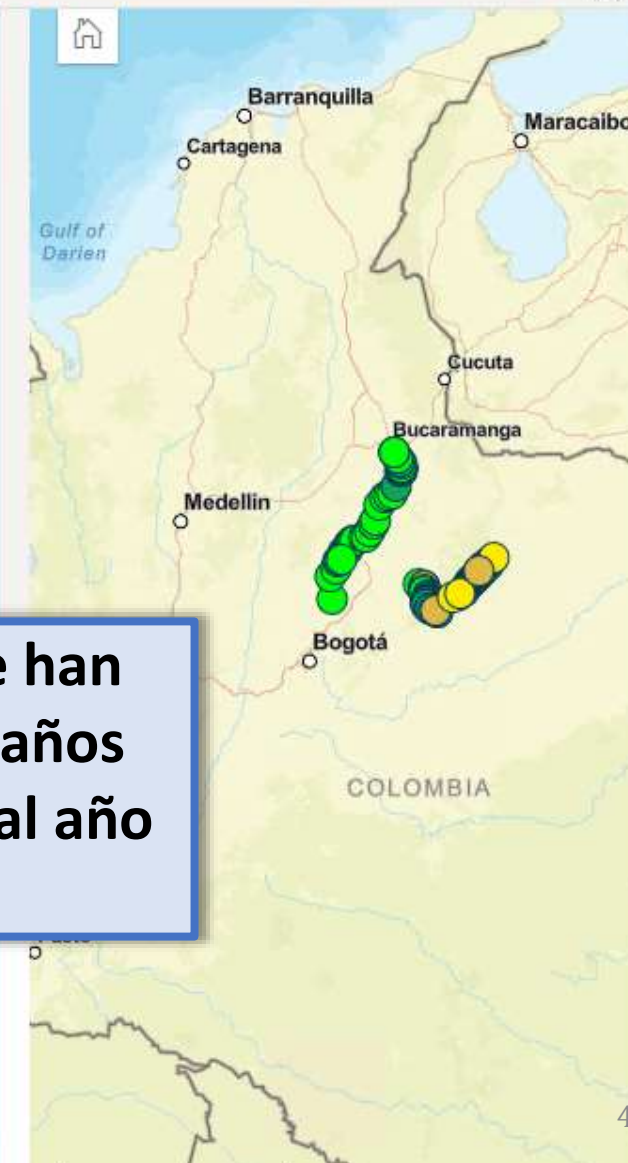 Barranquilla
Maracaibo
Cartagena
Gulf of
Darien
Cucuta
Bucaramanga
Medellin
e han
Bogotá
años
COLOMBIA
al año
4